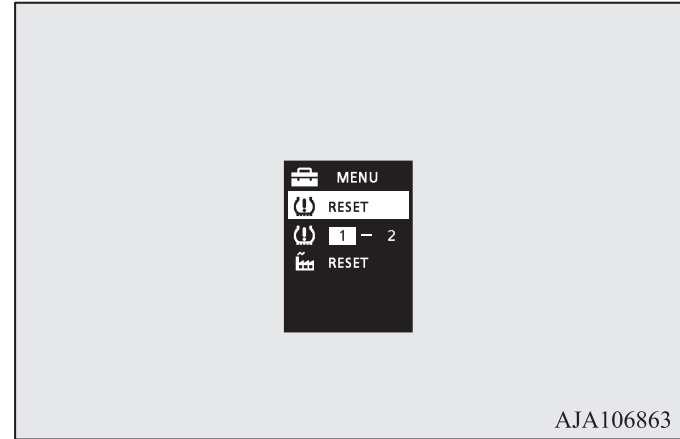 MENU
RESET
1 – 2
RESET
AJA106863